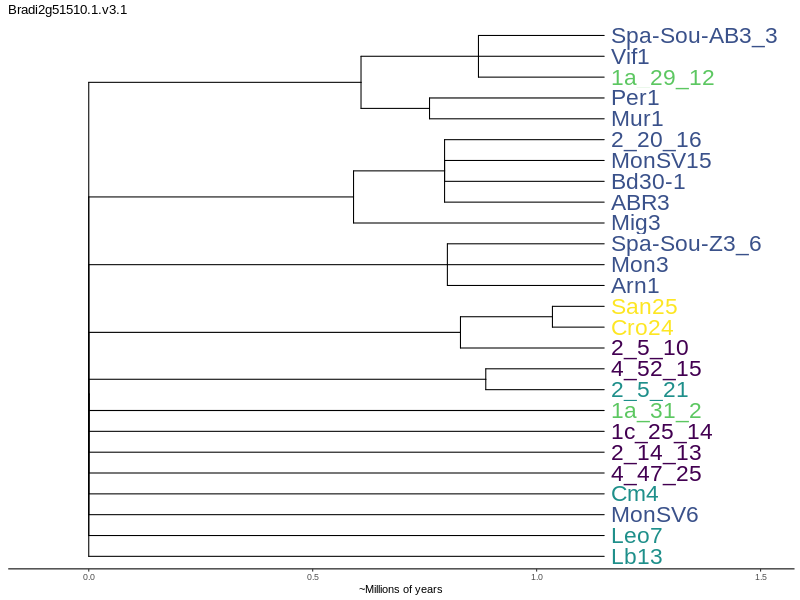 Bradi2g51510.1.v3.1
Spa-Sou-AB3_3
Vif1
1a_29_12
Per1
Mur1
2_20_16
MonSV15
Bd30-1
ABR3
Mig3
Spa-Sou-Z3_6
Mon3
Arn1
San25
Cro24
2_5_10
4_52_15
2_5_21
1a_31_2
1c_25_14
2_14_13
4_47_25
Cm4
MonSV6
Leo7
Lb13
0.0 0.5 1.0 1.5
~Millions of years